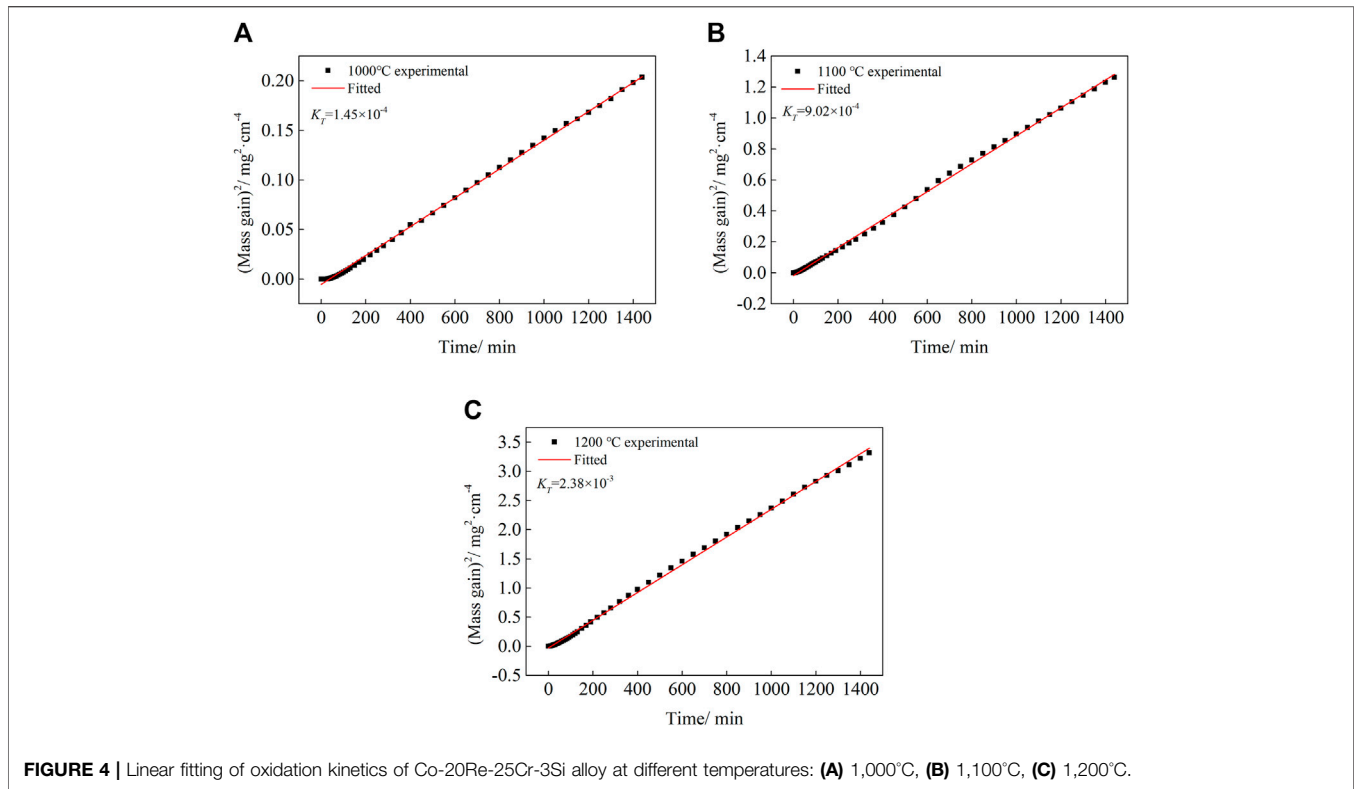 A
1000°C experimental
Fitted
K_T=1.45×10⁻⁴
(Mass gain)²/ mg²·cm⁻⁴
0.20
0.15
0.10
0.05
0.00
0 200 400 600 800 1000 1200 1400
Time/ min
B
1100 °C experimental
Fitted
K_T=9.02×10⁻⁴
(Mass gain)²/ mg²·cm⁻⁴
1.4
1.2
1.0
0.8
0.6
0.4
0.2
0.0
-0.2
0 200 400 600 800 1000 1200 1400
Time/ min
C
1200 °C experimental
Fitted
K_T=2.38×10⁻³
(Mass gain)²/ mg²·cm⁻⁴
3.5
3.0
2.5
2.0
1.5
1.0
0.5
0.0
-0.5
0 200 400 600 800 1000 1200 1400
Time/ min
FIGURE 4 | Linear fitting of oxidation kinetics of Co-20Re-25Cr-3Si alloy at different temperatures: (A) 1,000°C, (B) 1,100°C, (C) 1,200°C.